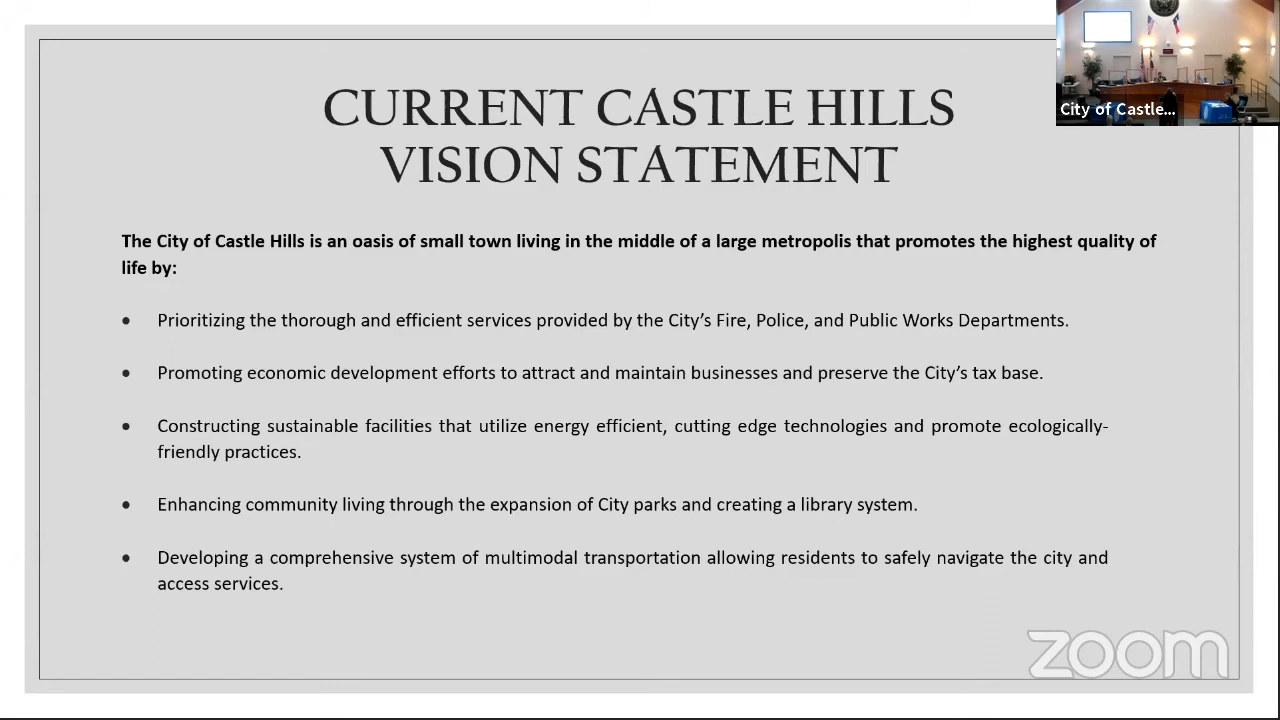 City of Castle...
CURRENT CASTLE HILLS
VISION STATEMENT
The City of Castle Hills is an oasis of small town living in the middle of a large metropolis that promotes the highest quality of
life by:
• Prioritizing the thorough and efficient services provided by the City’s Fire, Police, and Public Works Departments.
• Promoting economic development efforts to attract and maintain businesses and preserve the City’s tax base.
• Constructing sustainable facilities that utilize energy efficient, cutting edge technologies and promote ecologically-
friendly practices.
• Enhancing community living through the expansion of City parks and creating a library system.
• Developing a comprehensive system of multimodal transportation allowing residents to safely navigate the city and
access services.
zoom